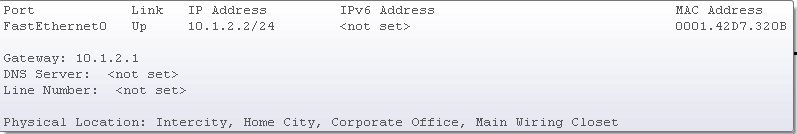 Port Link IP Address IPv6 Address MAC Address
FastEthernet0 Up 10.1.2.2/24 <not set> 0001.42D7.320B
Gateway: 10.1.2.1
DNS Server: <not set>
Line Number: <not set>
Physical Location: Intercity, Home City, Corporate Office, Main Wiring Closet